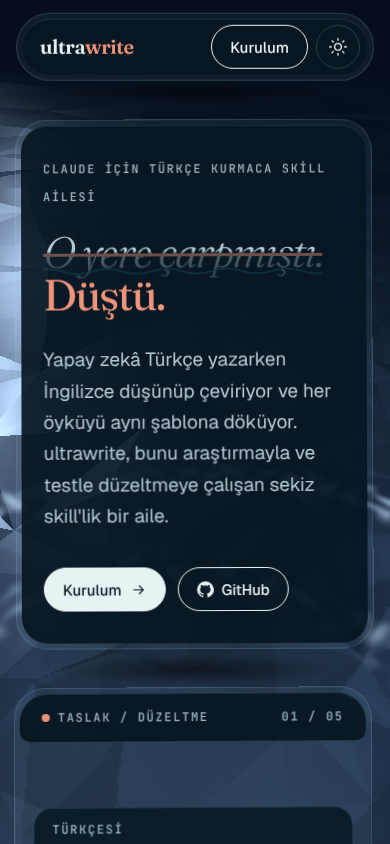 ultrawrite
Kurulum
CLAUDE İÇİN TÜRKÇE KURMACA SKİLL
AİLESİ
O yere çarpmıştı.
Düştü.
Yapay zekâ Türkçe yazarken
İngilizce düşünüp çeviriyor ve her
öyküyü aynı şablona döküyor.
ultrawrite, bunu araştırmayla ve
testle düzeltmeye çalışan sekiz
skill'lik bir aile.
Kurulum →
GitHub
TASLAK / DÜZELTME
01 / 05
TÜRKÇESİ